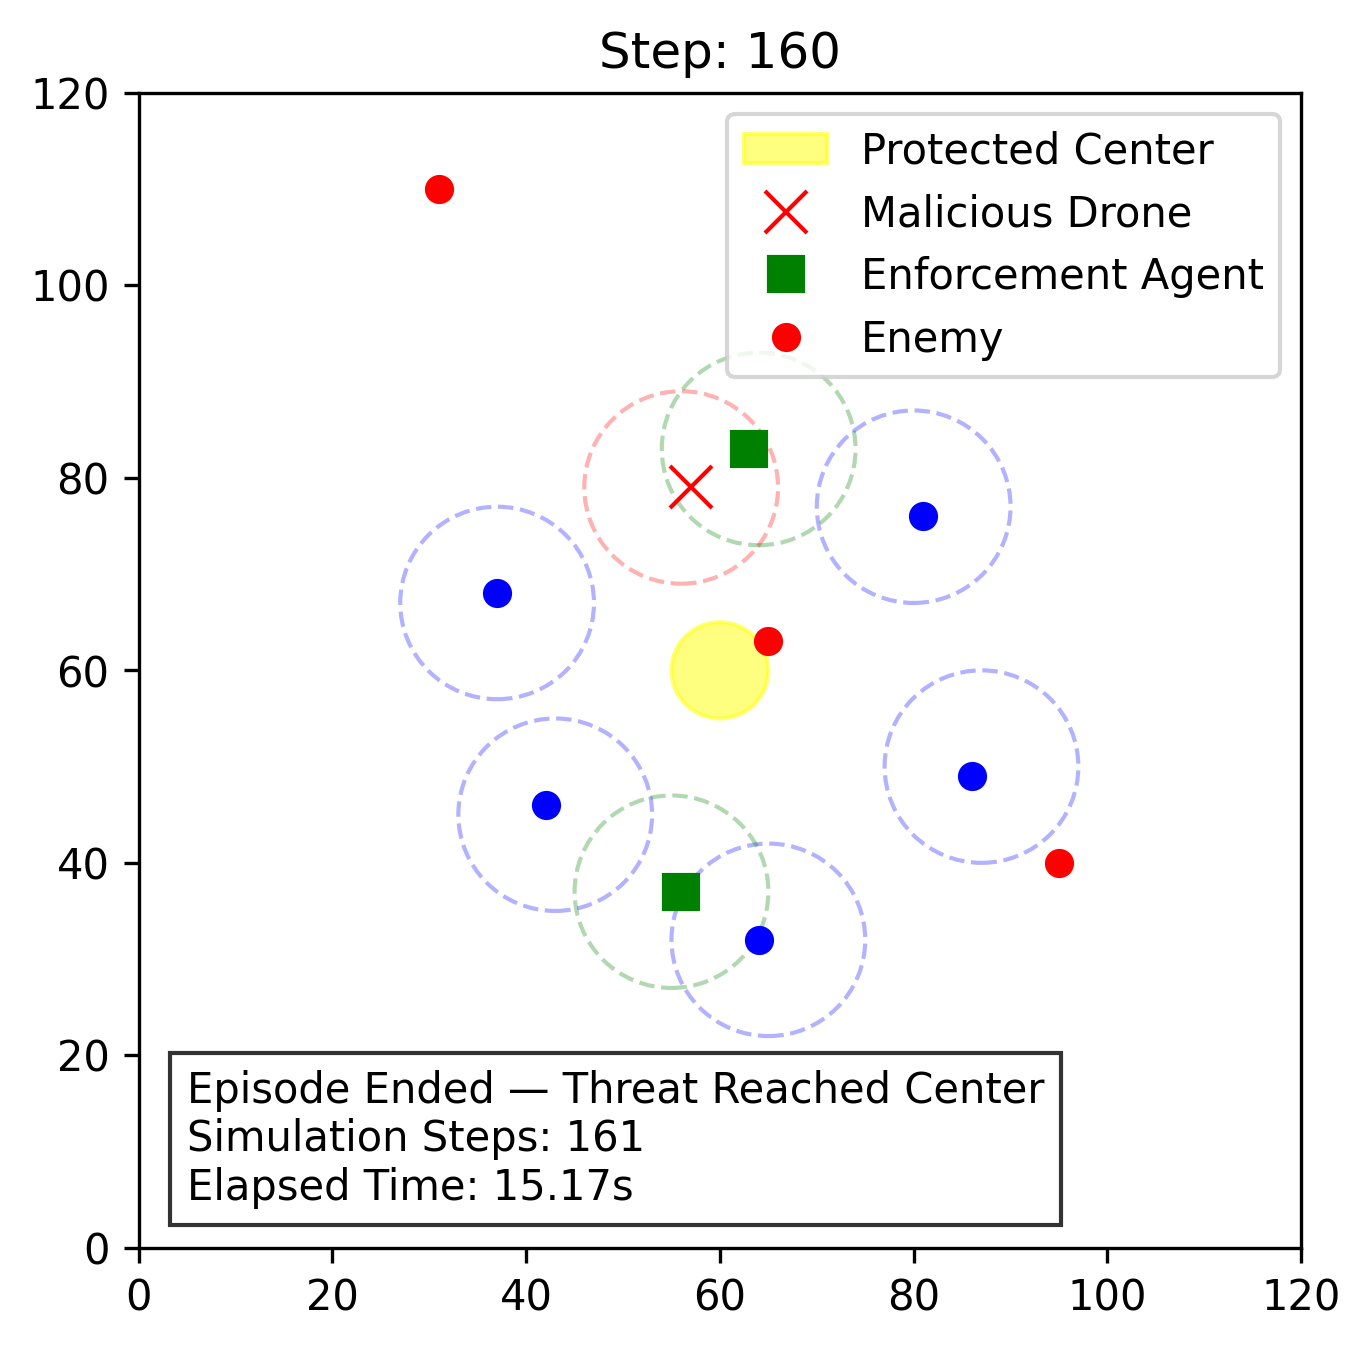 Step: 160
120
100
80
60
40
20
0
Protected Center
Malicious Drone
Enforcement Agent
Enemy
Episode Ended — Threat Reached Center
Simulation Steps: 161
Elapsed Time: 15.17s
0 20 40 60 80 100 120